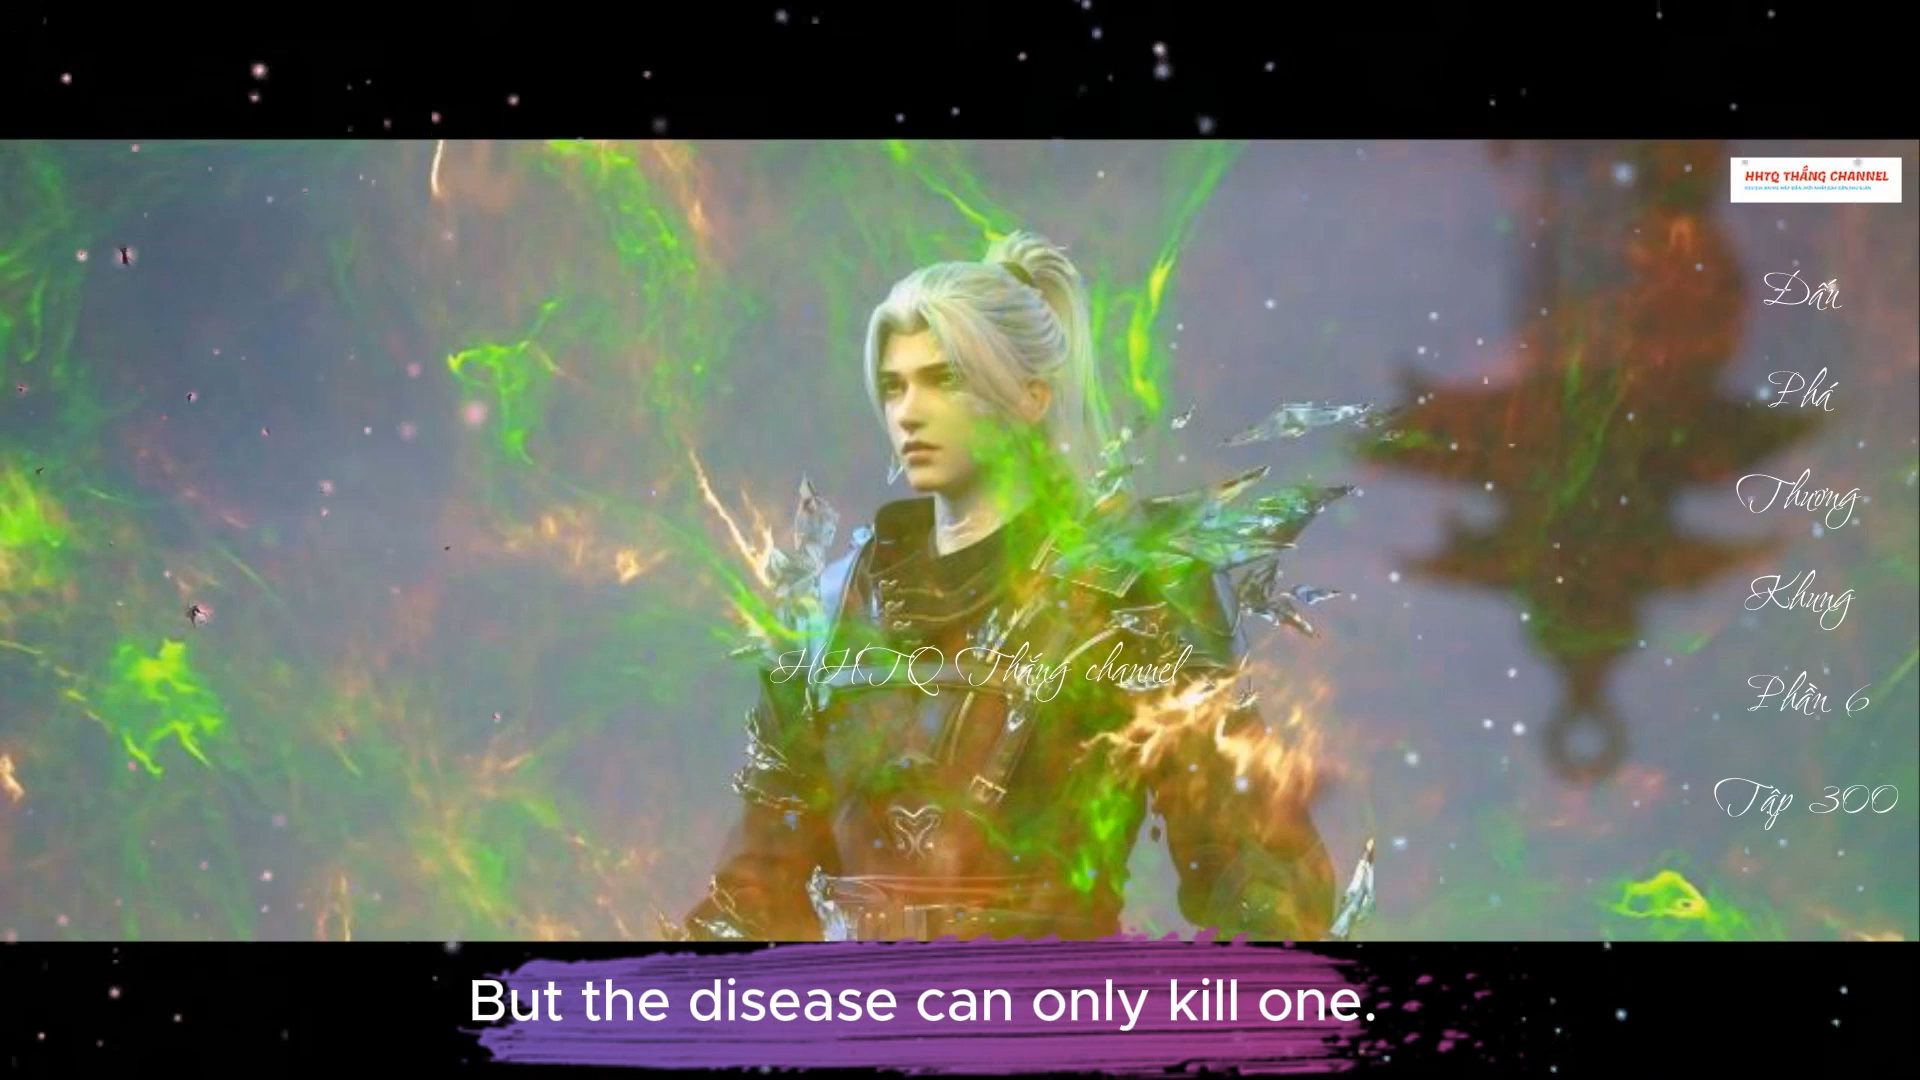 HHTQ THẮNG CHANNEL
Đấu
Phá
Thương
Khung
Phần 6
Tập 300
HHTQ Thắng channel
But the disease can only kill one.